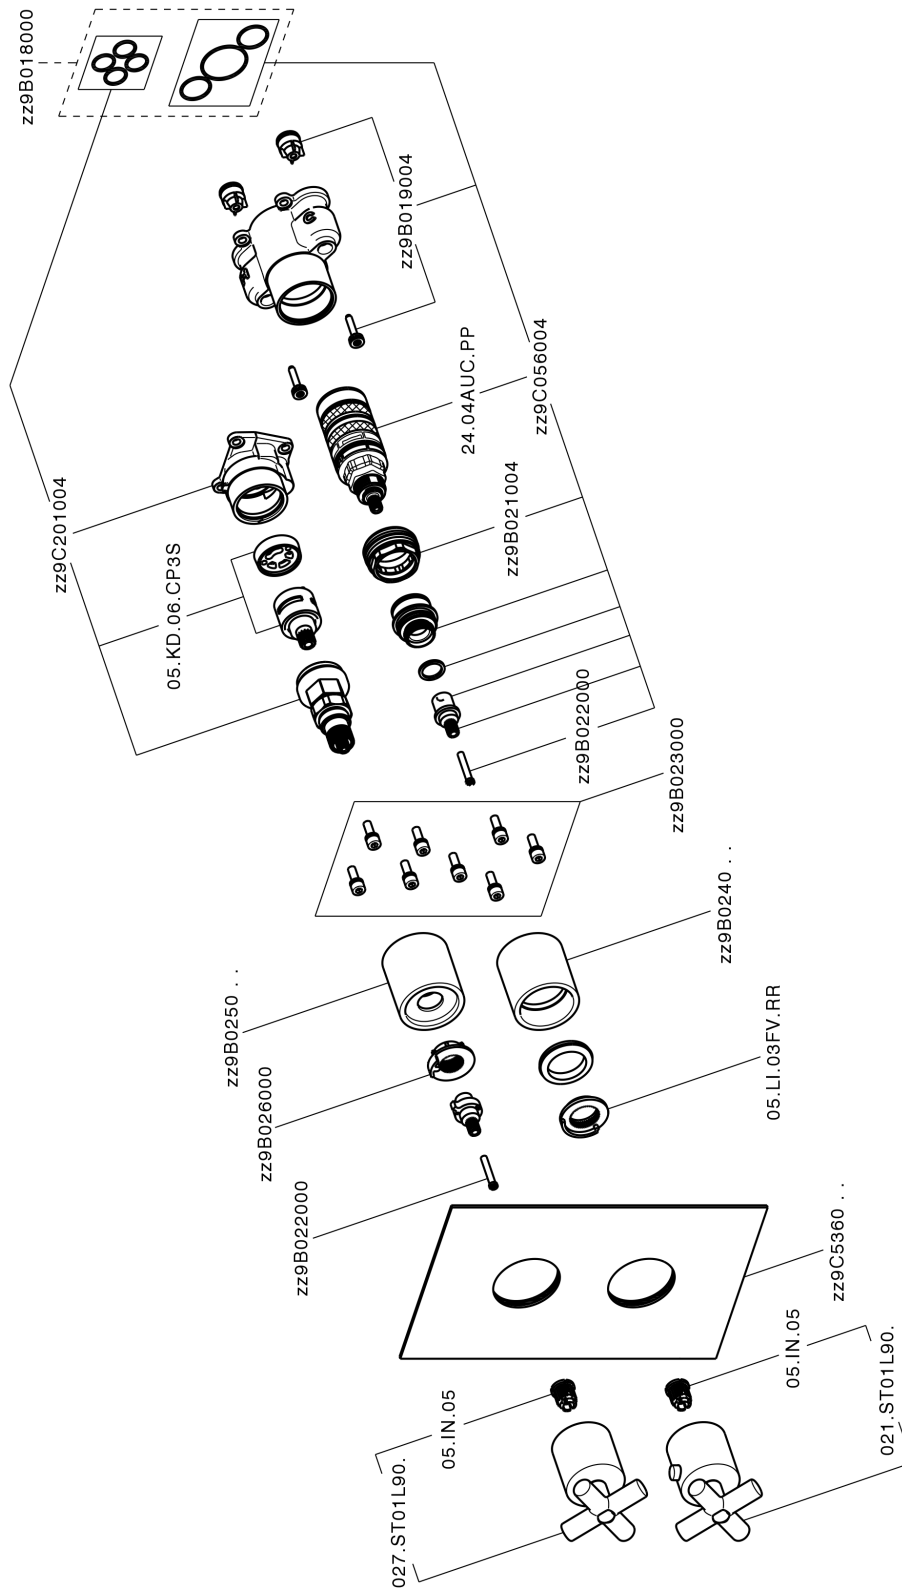 zz9B018000
zz9B019004
24.04AUC.PP
zz9C056004
zz9C201004
05.KD.06.CP3S
zz9B021004
zz9B022000
zz9B023000
zz9B0240 . .
zz9B0250 . .
zz9B026000
05.LI.03FV.RR
zz9B022000
zz9C5360 . .
05.IN.05
05.IN.05
027.ST01L90.
021.ST01L90.